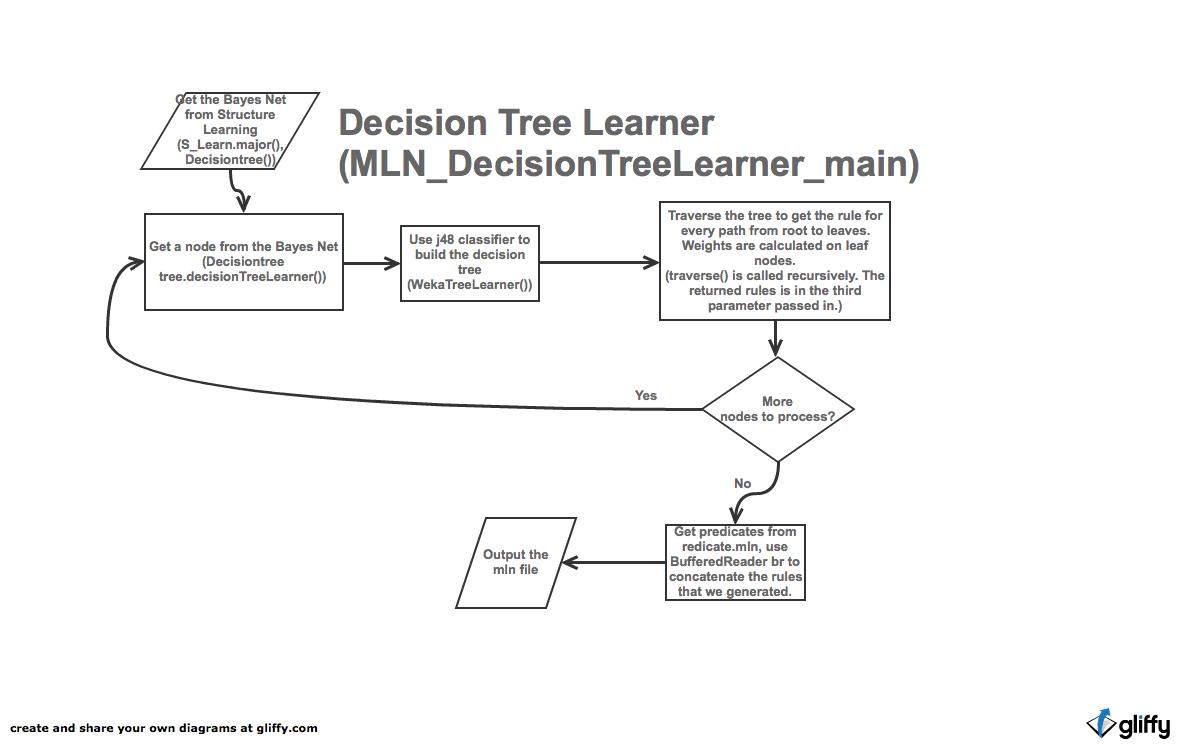 Get the Bayes Net
from Structure
Learning
(S_Learn.major(),
Decisiontree())
Decision Tree Learner
(MLN_DecisionTreeLearner_main)
Get a node from the Bayes Net
(Decisiontree
tree.decisionTreeLearner())
Use j48 classifier to
build the decision
tree
(WekaTreeLearner())
Traverse the tree to get the rule for
every path from root to leaves.
Weights are calculated on leaf
nodes.
(traverse() is called recursively. The
returned rules is in the third
parameter passed in.)
Yes
More
nodes to process?
No
Get predicates from
redicate.mln, use
BufferedReader br to
concatenate the rules
that we generated.
Output the
mln file
create and share your own diagrams at gliffy.com
gliffy